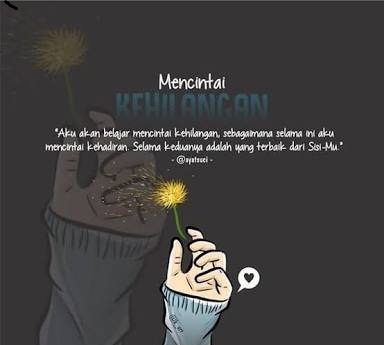 Mencintai
KEHILANGAN
"Aku akan belajar mencintai kehilangan, sebagaimana selama ini aku
mencintai kehadiran. Selama keduanya adalah yang terbaik dari Sisi-Mu."
- @ayatsuci -